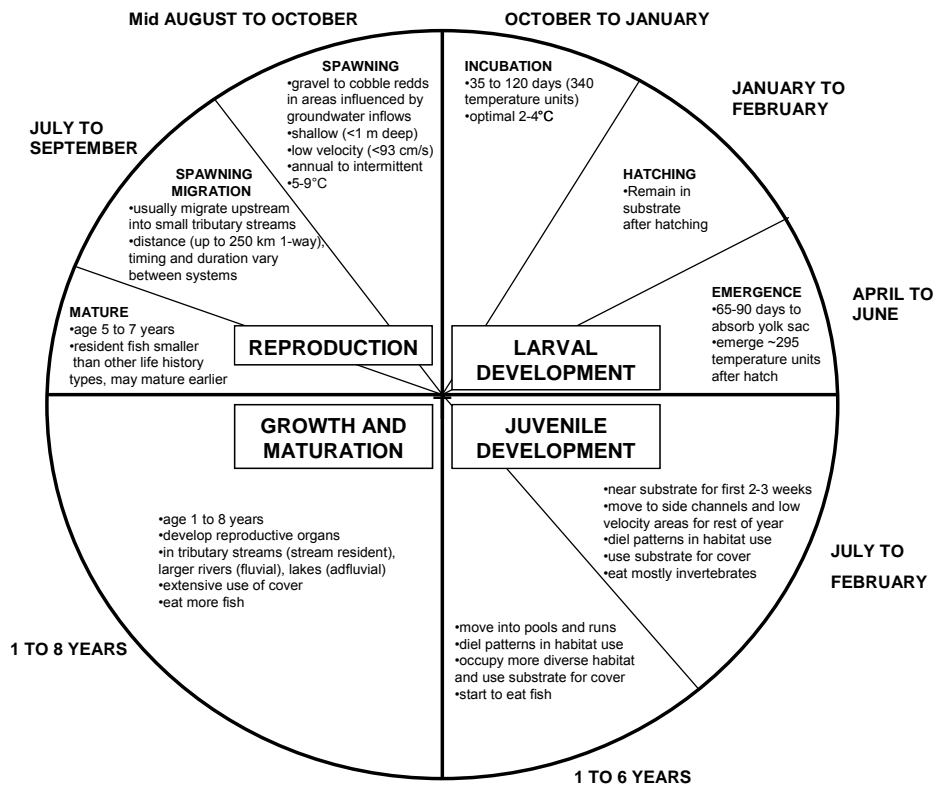 Mid AUGUST TO OCTOBER
OCTOBER TO JANUARY
SPAWNING
•gravel to cobble redds
in areas influenced by
groundwater inflows
•shallow (<1 m deep)
•low velocity (<93 cm/s)
•annual to intermittent
•5-9°C
INCUBATION
•35 to 120 days (340
temperature units)
•optimal 2-4°C
JANUARY TO
FEBRUARY
JULY TO
SEPTEMBER
SPAWNING
MIGRATION
•usually migrate upstream
into small tributary streams
•distance (up to 250 km 1-way),
timing and duration vary
between systems
HATCHING
•Remain in
substrate
after hatching
MATURE
•age 5 to 7 years
•resident fish smaller
than other life history
types, may mature earlier
EMERGENCE
•65-90 days to
absorb yolk sac
•emerge ~295
temperature units
after hatch
APRIL TO
JUNE
REPRODUCTION
LARVAL
DEVELOPMENT
GROWTH AND
MATURATION
JUVENILE
DEVELOPMENT
•near substrate for first 2-3 weeks
•move to side channels and low
velocity areas for rest of year
•diel patterns in habitat use
•use substrate for cover
•eat mostly invertebrates
JULY TO
FEBRUARY
•age 1 to 8 years
•develop reproductive organs
•in tributary streams (stream resident),
larger rivers (fluvial), lakes (adfluvial)
•extensive use of cover
•eat more fish
•move into pools and runs
•diel patterns in habitat use
•occupy more diverse habitat
and use substrate for cover
•start to eat fish
1 TO 8 YEARS
1 TO 6 YEARS